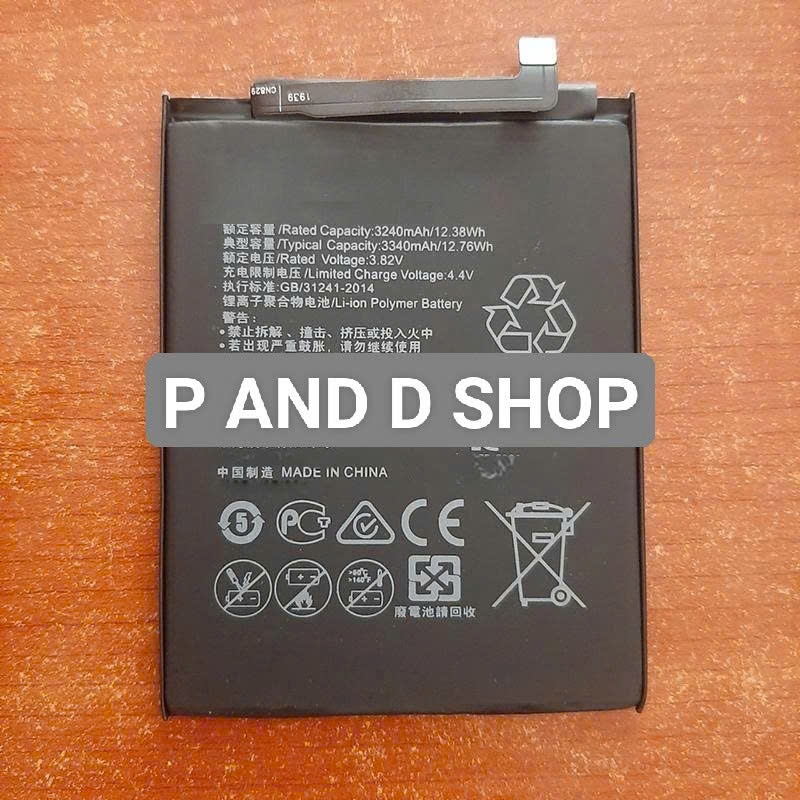 CN829
1939
额定容量/Rated Capacity:3240mAh/12.38Wh
典型容量/Typical Capacity:3340mAh/12.76Wh
额定电压/Rated Voltage:3.82V
充电限制电压/Limited Charge Voltage:4.4V
执行标准:GB/31241-2014
锂离子聚合物电池/Li-ion Polymer Battery
警告:
•禁止拆解、撞击、挤压或投入火中
•若出现严重鼓胀,请勿继续使用
P AND D SHOP
中国制造 MADE IN CHINA
5
PCT
CE
>60℃
>140℉
廢電池請回收